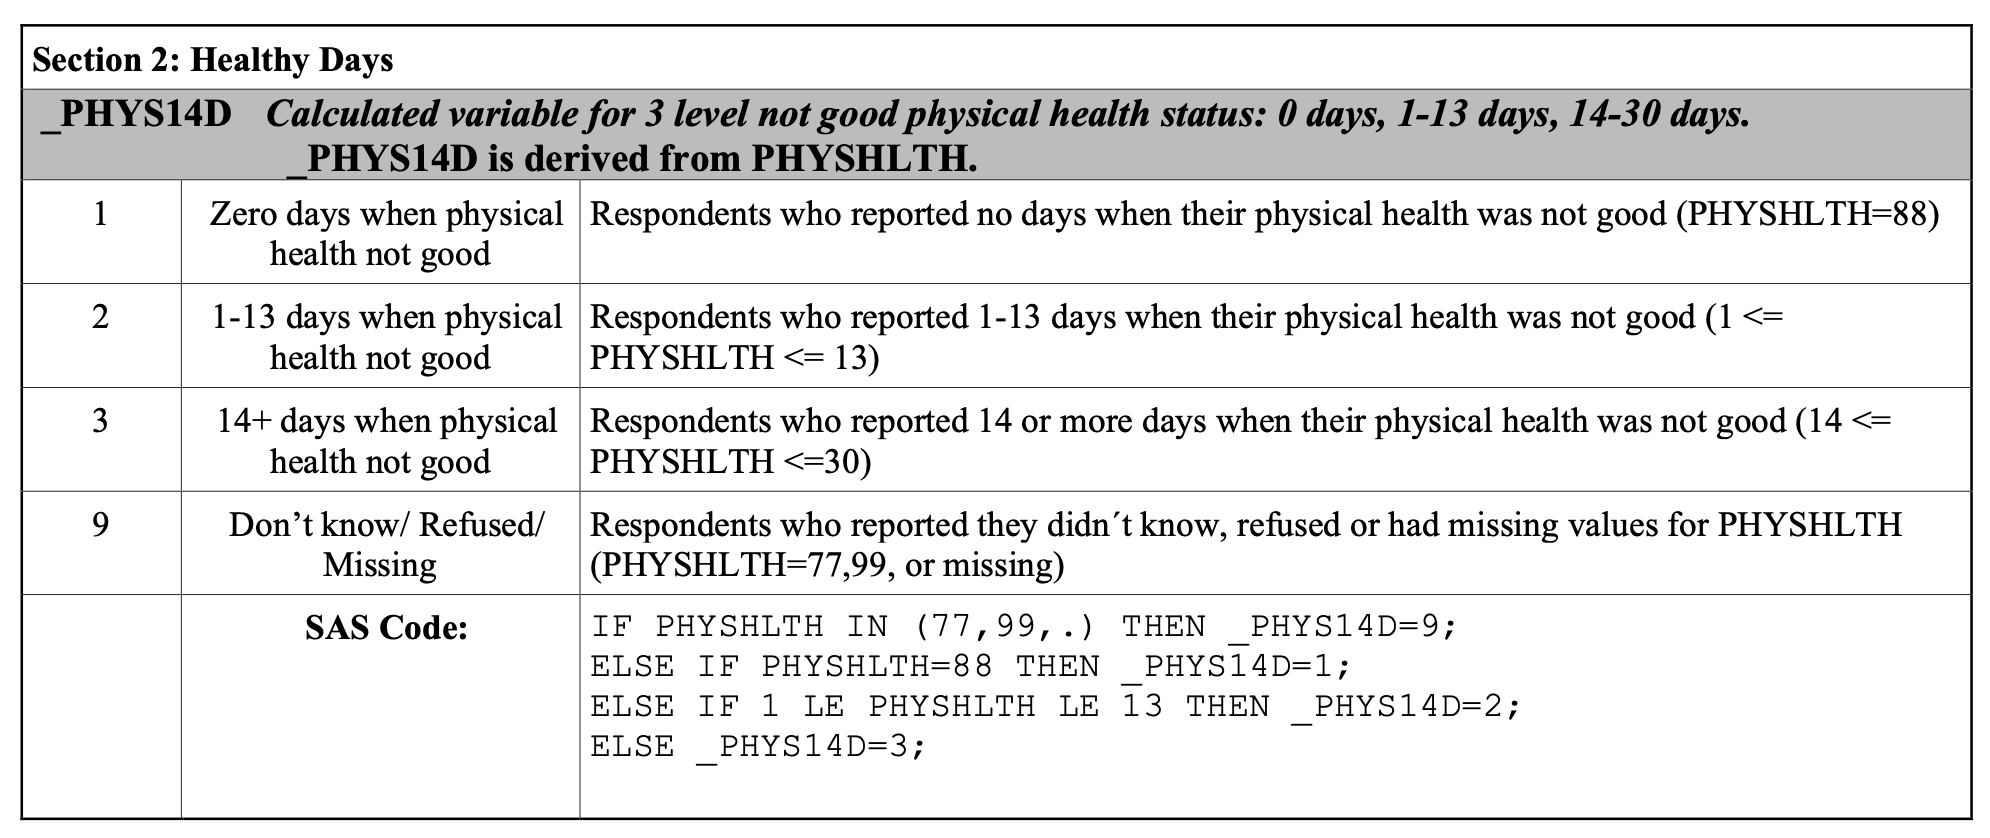 Section 2: Healthy Days
_PHYS14D Calculated variable for 3 level not good physical health status: 0 days, 1-13 days, 14-30 days.
_PHYS14D is derived from PHYSHLTH.
1
Zero days when physical
health not good
Respondents who reported no days when their physical health was not good (PHYSHLTH=88)
2
1-13 days when physical
health not good
Respondents who reported 1-13 days when their physical health was not good (1 <=
PHYSHLTH <= 13)
3
14+ days when physical
health not good
Respondents who reported 14 or more days when their physical health was not good (14 <=
PHYSHLTH <=30)
9
Don’t know/ Refused/
Missing
Respondents who reported they didn´t know, refused or had missing values for PHYSHLTH
(PHYSHLTH=77,99, or missing)
SAS Code:
IF PHYSHLTH IN (77,99,.) THEN _PHYS14D=9;
ELSE IF PHYSHLTH=88 THEN _PHYS14D=1;
ELSE IF 1 LE PHYSHLTH LE 13 THEN _PHYS14D=2;
ELSE _PHYS14D=3;